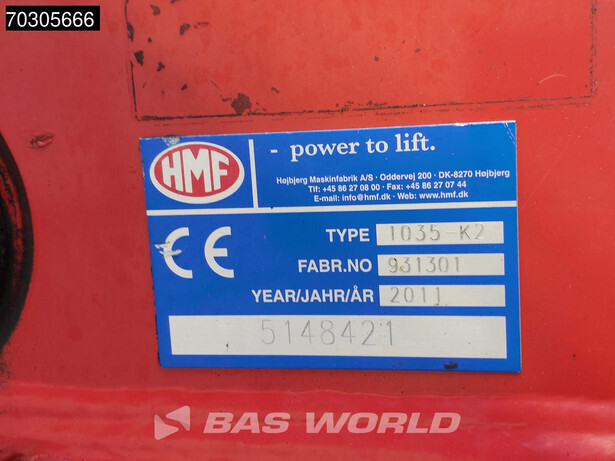 70305666
HMF
- power to lift.
Højbjerg Maskinfabrik A/S · Oddervej 200 · DK-8270 Højbjerg
Tlf: +45 86 27 08 00 · Fax: +45 86 27 07 44
E-mail: info@hmf.dk · Web: www.hmf.dk
CE
TYPE 1035-K2
FABR.NO 931301
YEAR/JAHR/ÅR 2011
5148421
BAS WORLD